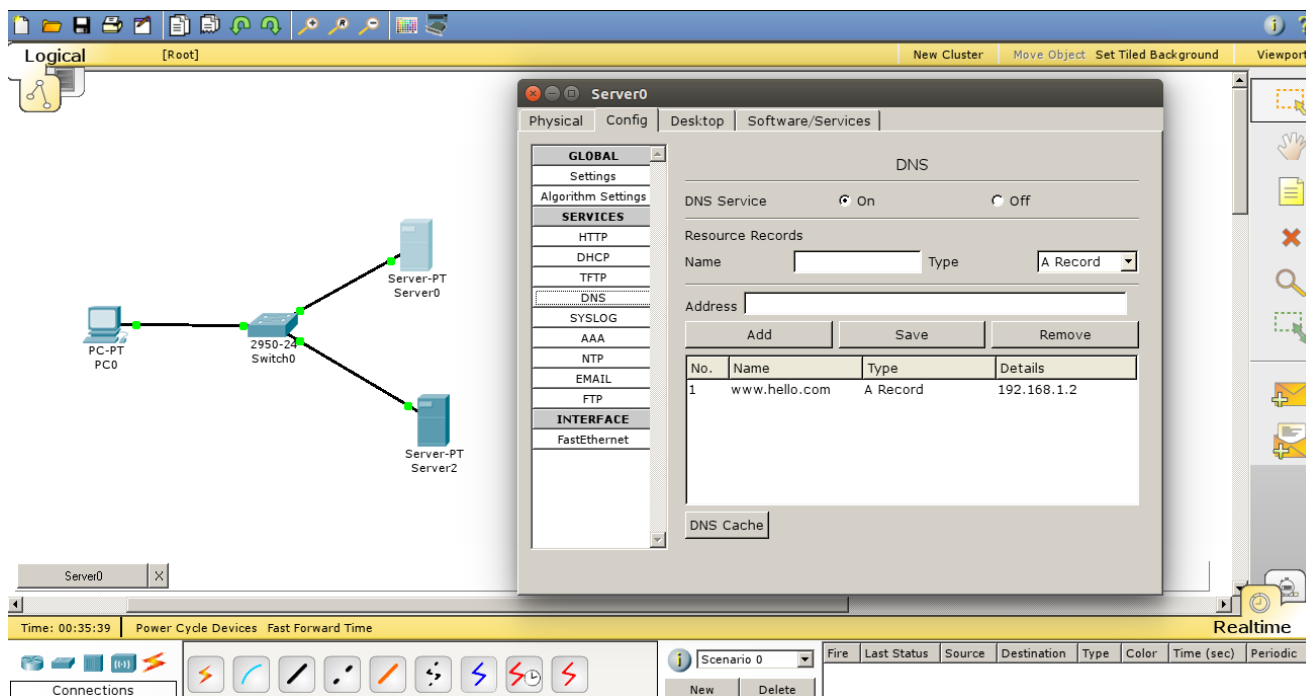 Logical [Root] New Cluster Move Object Set Tiled Background Viewport
Server0
Physical Config Desktop Software/Services
GLOBAL
Settings
Algorithm Settings
SERVICES
HTTP
DHCP
TFTP
DNS
SYSLOG
AAA
NTP
EMAIL
FTP
INTERFACE
FastEthernet
DNS
DNS Service On Off
Resource Records
Name Type A Record
Address
Add Save Remove
No. Name Type Details
1 www.hello.com A Record 192.168.1.2
DNS Cache
Server-PT
Server0
PC-PT
PC0
2950-24
Switch0
Server-PT
Server2
Server0 X
Time: 00:35:39 Power Cycle Devices Fast Forward Time Realtime
Connections
Scenario 0
New Delete
Fire Last Status Source Destination Type Color Time (sec) Periodic